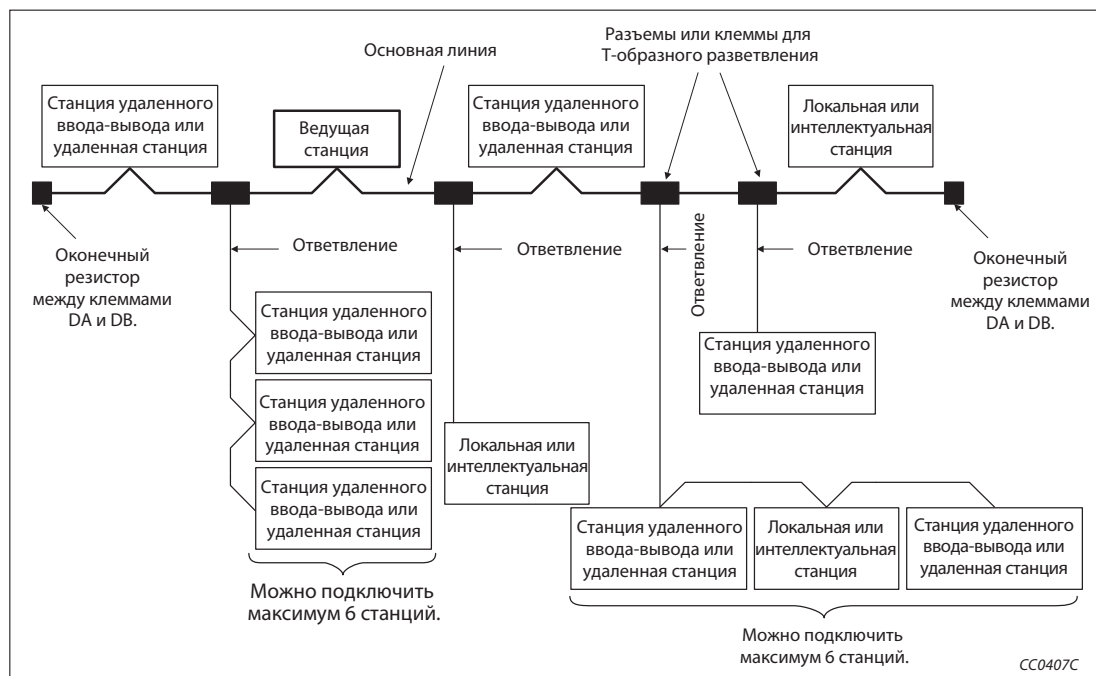 Разъемы или клеммы для
Т-образного разветвления
Основная линия
Станция удаленного
ввода-вывода или
удаленная станция
Ведущая
станция
Станция удаленного
ввода-вывода или
удаленная станция
Локальная или
интеллектуальная
станция
Оконечный
резистор
между клеммами
DA и DB.
Ответвление
Ответвление
Ответвление
Ответвление
Оконечный
резистор
между клеммами
DA и DB.
Станция удаленного
ввода-вывода или
удаленная станция
Станция удаленного
ввода-вывода или
удаленная станция
Станция удаленного
ввода-вывода или
удаленная станция
Можно подключить
максимум 6 станций.
Локальная или
интеллектуальная
станция
Станция удаленного
ввода-вывода или
удаленная станция
Станция удаленного
ввода-вывода или
удаленная станция
Локальная или
интеллектуальная
станция
Станция удаленного
ввода-вывода или
удаленная станция
Можно подключить
максимум 6 станций.
CC0407C